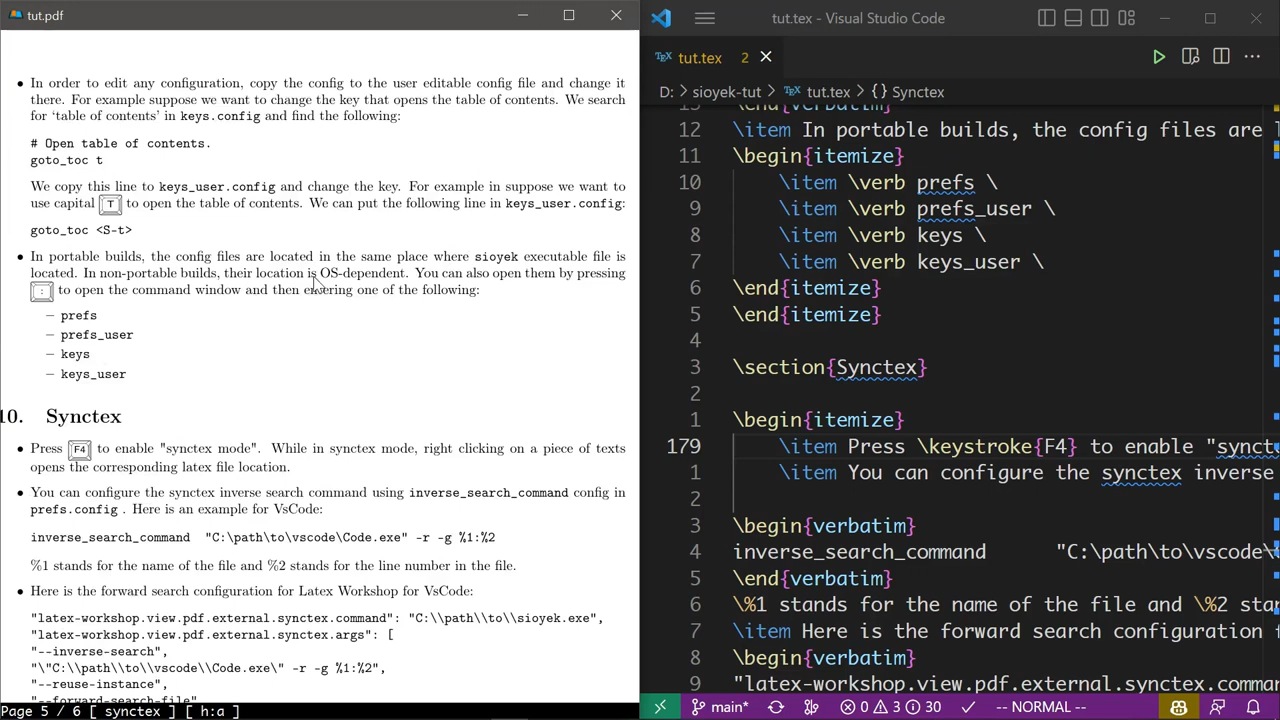 tut.pdf
• In order to edit any configuration, copy the config to the user editable config file and change it
there. For example suppose we want to change the key that opens the table of contents. We search
for ‘table of contents’ in keys.config and find the following:
# Open table of contents.
goto_toc t
We copy this line to keys_user.config and change the key. For example in suppose we want to
use capital T to open the table of contents. We can put the following line in keys_user.config:
goto_toc <S-t>
• In portable builds, the config files are located in the same place where sioyek executable file is
located. In non-portable builds, their location is OS-dependent. You can also open them by pressing
: to open the command window and then entering one of the following:
– prefs
– prefs_user
– keys
– keys_user
10. Synctex
• Press F4 to enable "synctex mode". While in synctex mode, right clicking on a piece of texts
opens the corresponding latex file location.
• You can configure the synctex inverse search command using inverse_search_command config in
prefs.config . Here is an example for VsCode:
inverse_search_command "C:\path\to\vscode\Code.exe" -r -g %1:%2
%1 stands for the name of the file and %2 stands for the line number in the file.
• Here is the forward search configuration for Latex Workshop for VsCode:
"latex-workshop.view.pdf.external.synctex.command": "C:\\path\\to\\sioyek.exe",
"latex-workshop.view.pdf.external.synctex.args": [
"--inverse-search",
"\"C:\\path\\to\\vscode\\Code.exe\" -r -g %1:%2",
"--reuse-instance",
"--forward-search-file"
Page 5 / 6 [ synctex ] [ h:a ]
tut.tex - Visual Studio Code
TEX tut.tex 2
D: > sioyek-tut > TEX tut.tex > {} Synctex
13 \end{verbatim}
12 \item In portable builds, the config files are l
11 \begin{itemize}
10 \item \verb prefs \
9 \item \verb prefs_user \
8 \item \verb keys \
7 \item \verb keys_user \
6 \end{itemize}
5 \end{itemize}
4
3 \section{Synctex}
2
1 \begin{itemize}
179 \item Press \keystroke{F4} to enable "synct
1 \item You can configure the synctex inverse
2
3 \begin{verbatim}
4 inverse_search_command "C:\path\to\vscode\
5 \end{verbatim}
6 \%1 stands for the name of the file and \%2 sta
7 \item Here is the forward search configuration f
8 \begin{verbatim}
9 "latex-workshop.view.pdf.external.synctex.comma
main* 0 3 30 -- NORMAL --